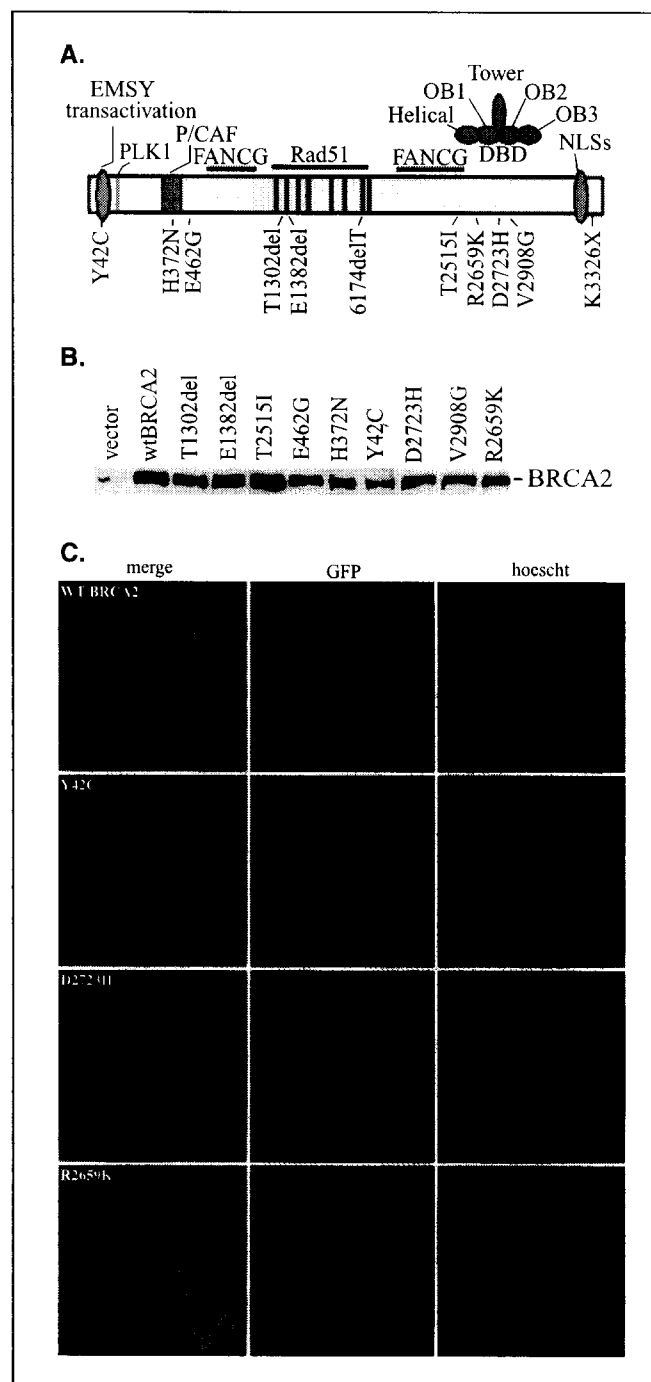 A.
EMSY
transactivation
PLK1
P/CAF
FANCG
Rad51
FANCG
Helical
OB1
Tower
OB2
OB3
DBD
NLSs
Y42C
H372N
E462G
T1302del
E1382del
6174delT
T2515I
R2659K
D2723H
V2908G
K3326X
B.
vector
wtBRCA2
T1302del
E1382del
T2515I
E462G
H372N
Y42C
D2723H
V2908G
R2659K
-BRCA2
C.
merge GFP hoescht
WT BRCA2
Y42C
D2723H
R2659K